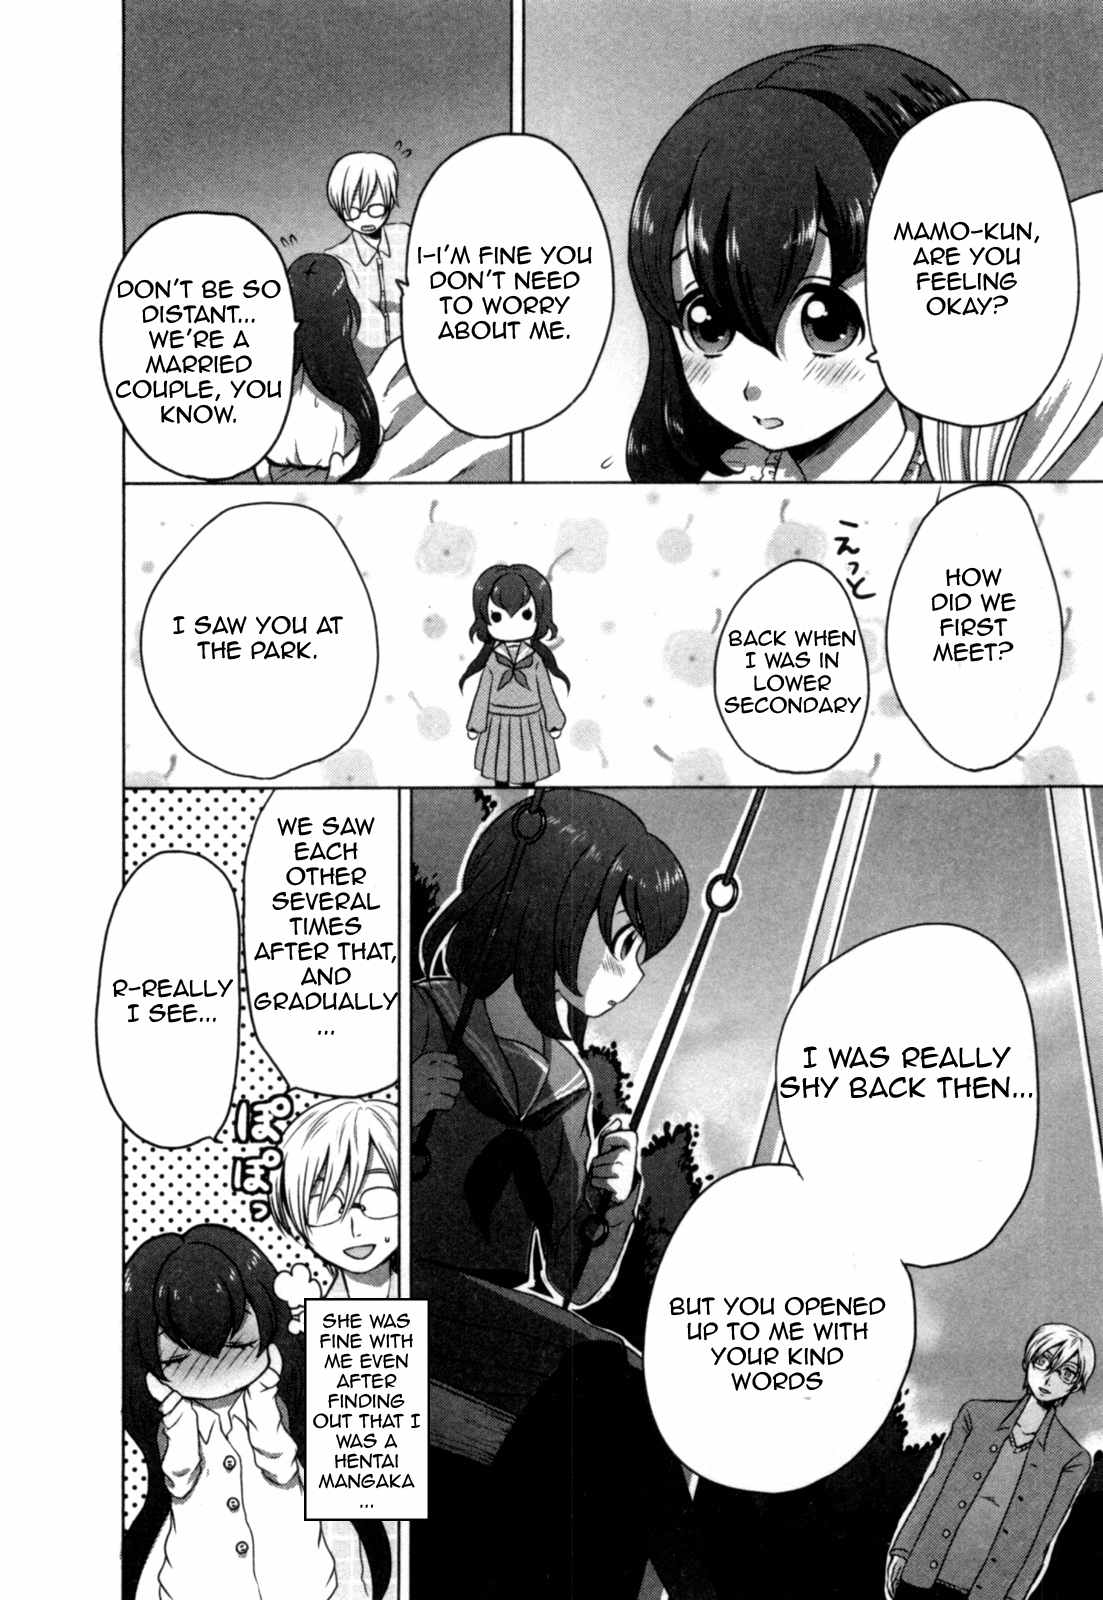 MAMO-KUN,
ARE YOU
FEELING
OKAY?
I-I'M FINE YOU
DON'T NEED
TO WORRY
ABOUT ME.
DON'T BE SO
DISTANT...
WE'RE A
MARRIED
COUPLE, YOU
KNOW.
HOW
DID WE
FIRST
MEET?
えっと
BACK WHEN
I WAS IN
LOWER
SECONDARY
I SAW YOU AT
THE PARK.
I WAS REALLY
SHY BACK THEN...
BUT YOU OPENED
UP TO ME WITH
YOUR KIND
WORDS
WE SAW
EACH
OTHER
SEVERAL
TIMES
AFTER THAT,
AND
GRADUALLY
...
R-REALLY
I SEE...
ぽぽっ
SHE WAS
FINE WITH
ME EVEN
AFTER
FINDING
OUT THAT I
WAS A
HENTAI
MANGAKA
...